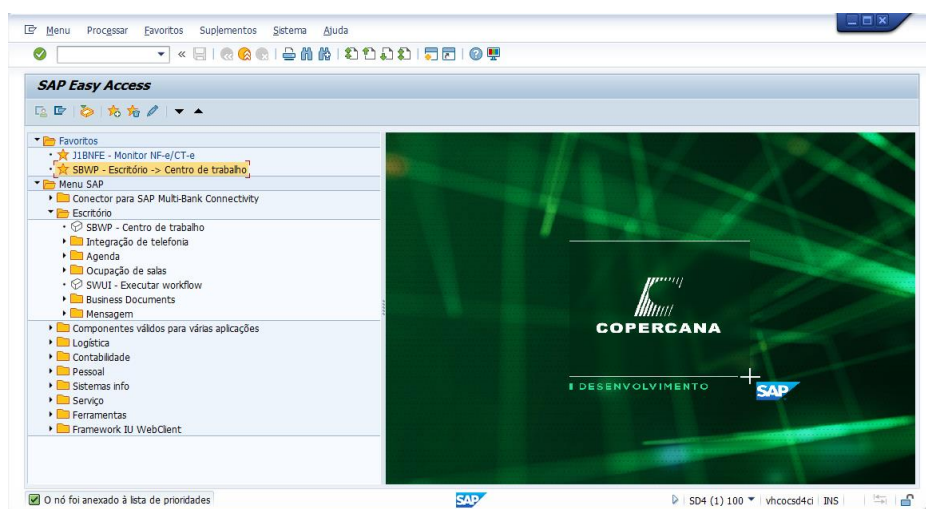 Menu Processar Favoritos Suplementos Sistema Ajuda
SAP Easy Access
Favoritos
J1BNFE - Monitor NF-e/CT-e
SBWP - Escritório -> Centro de trabalho
Menu SAP
Conector para SAP Multi-Bank Connectivity
Escritório
SBWP - Centro de trabalho
Integração de telefonia
Agenda
Ocupação de salas
SWUI - Executar workflow
Business Documents
Mensagem
Componentes válidos para várias aplicações
Logística
Contabilidade
Pessoal
Sistemas info
Serviço
Ferramentas
Framework IU WebClient
COPERCANA
DESENVOLVIMENTO
SAP
O nó foi anexado à lista de prioridades
SAP
SD4 (1) 100 vhcocsd4ci INS